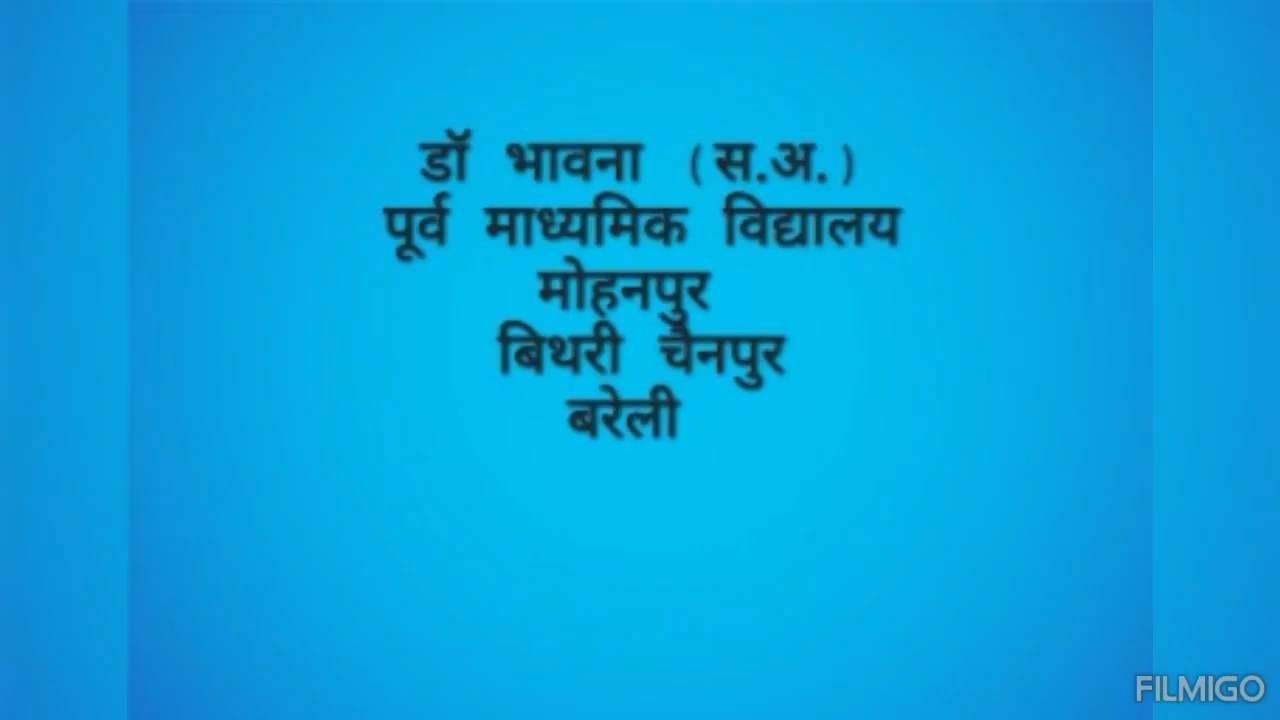 डॉ भावना (स.अ.)
पूर्व माध्यमिक विद्यालय
मोहनपुर
बिथरी चैनपुर
बरेली
FILMIGO